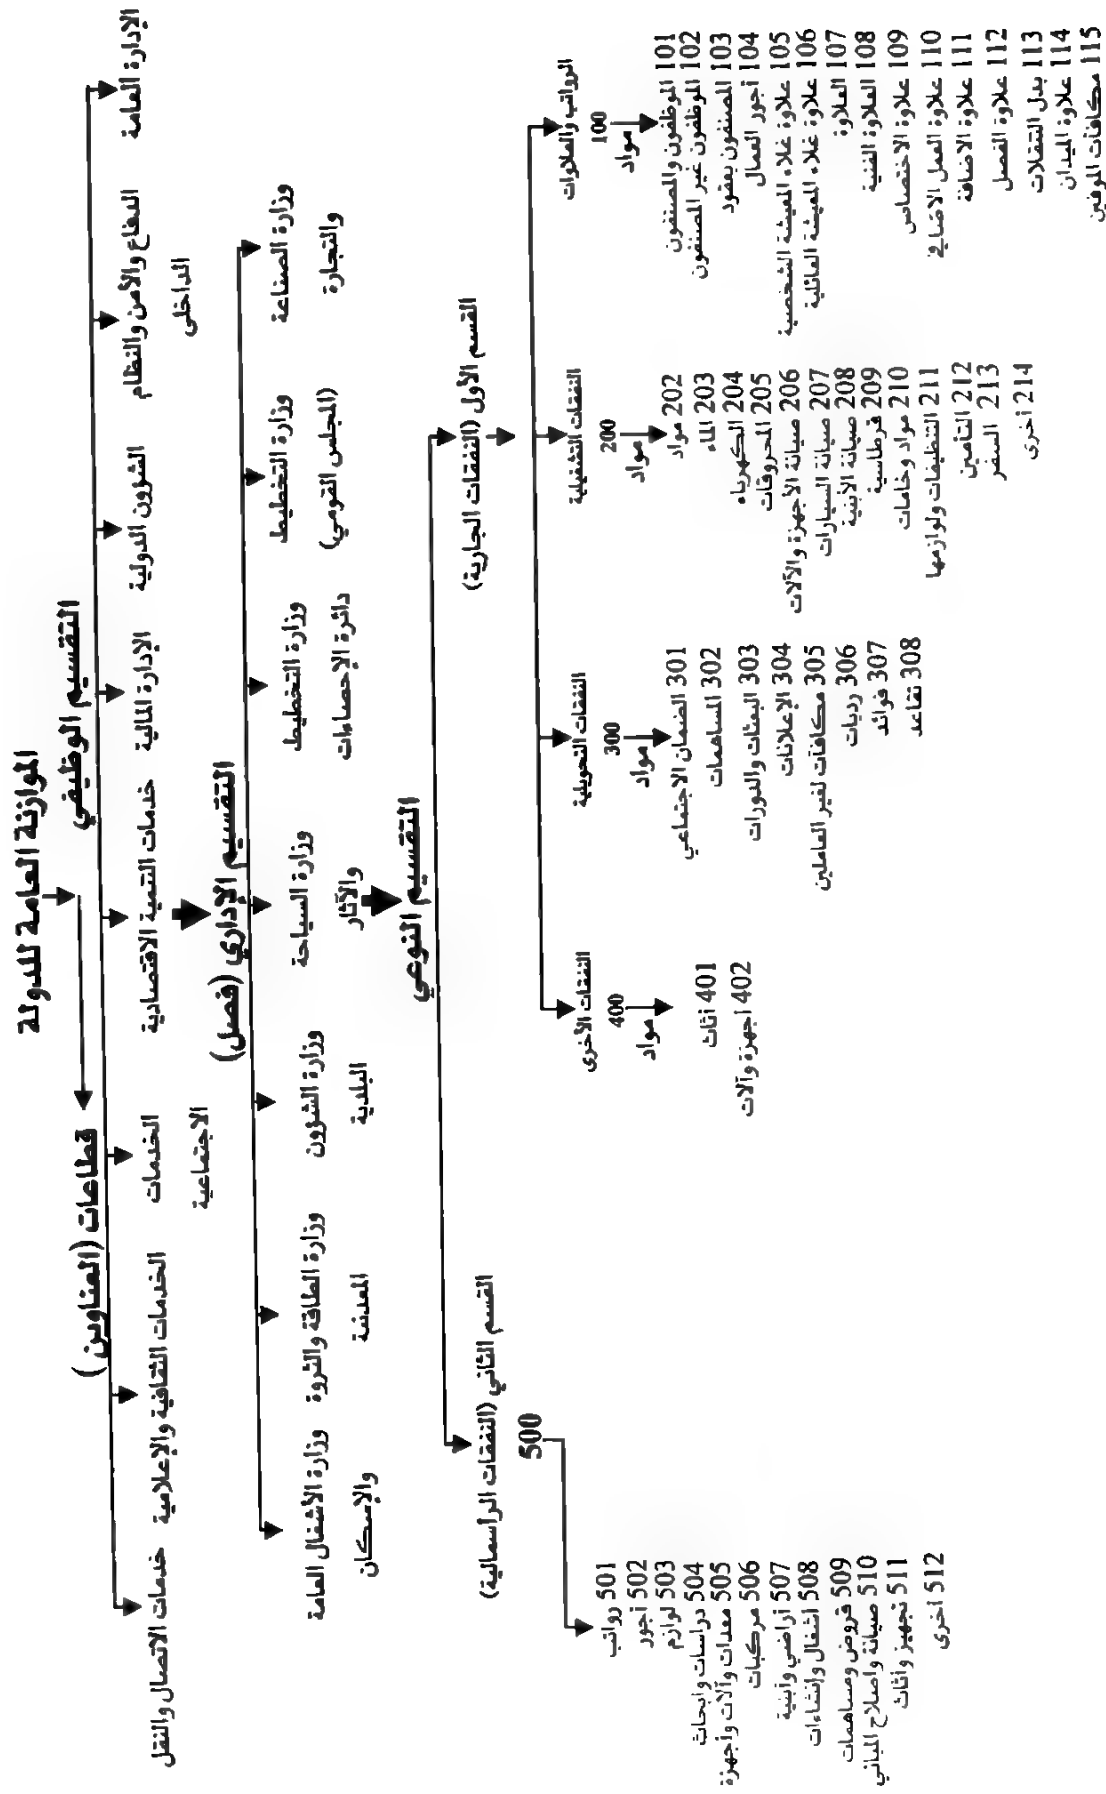 الموازنة العامة للدولة
التقسيم الوظيفي
قطاعات (العناوين)
الإدارة العامة
الدفاع والأمن والنظام الداخلي
الشؤون الدولية
الإدارة المالية
خدمات التنمية الاقتصادية
الخدمات الاجتماعية
الخدمات الثقافية والإعلامية
خدمات الاتصال والنقل
التقسيم الإداري (فصل)
وزارة الصناعة
والتجارة
وزارة التخطيط
(المجلس القومي)
وزارة التخطيط
دائرة الإحصاءات
وزارة السياحة
والآثار
وزارة الشؤون
البلدية
وزارة الطاقة والثروة
المعدنية
وزارة الأشغال العامة
والإسكان
التقسيم النوعي
القسم الأول (النفقات الجارية)
القسم الثاني (النفقات الرأسمالية)
500
الرواتب والعلاوات
100
مواد
101 الموظفون والمصنفون
102 الموظفون غير المصنفون
103 المصنفون بعقود
104 أجور العمال
105 علاوة غلاء المعيشة الشخصية
106 علاوة غلاء المعيشة العائلية
107 العلاوة
108 العلاوة الفنية
109 علاوة الاختصاص
110 علاوة العمل الاضافي
111 علاوة الاضافة
112 علاوة الفصل
113 بدل التنقلات
114 علاوة الميدان
115 مكافآت الموفين
النفقات التشغيلية
200
مواد
202 مواد
203 الماء
204 الكهرباء
205 المحروقات
206 صيانة الأجهزة والآلات
207 صيانة السيارات
208 صيانة الأبنية
209 قرطاسية
210 مواد وخامات
211 التنظيفات ولوازمها
212 التأمين
213 السفر
214 أخرى
النفقات التحويلية
300
مواد
301 الضمان الاجتماعي
302 المساهمات
303 البعثات والدورات
304 الإعلانات
305 مكافآت لغير العاملين
306 رديات
307 فوائد
308 تقاعد
النفقات الأخرى
400
مواد
401 أثاث
402 اجهزة وآلات
501 رواتب
502 أجور
503 لوازم
504 دراسات وابحاث
505 معدات وآلات وأجهزة
506 مركبات
507 أراضي وأبنية
508 أشغال وإنشاءات
509 قروض ومساهمات
510 صيانة واصلاح المباني
511 تجهيز واثاث
512 أخرى